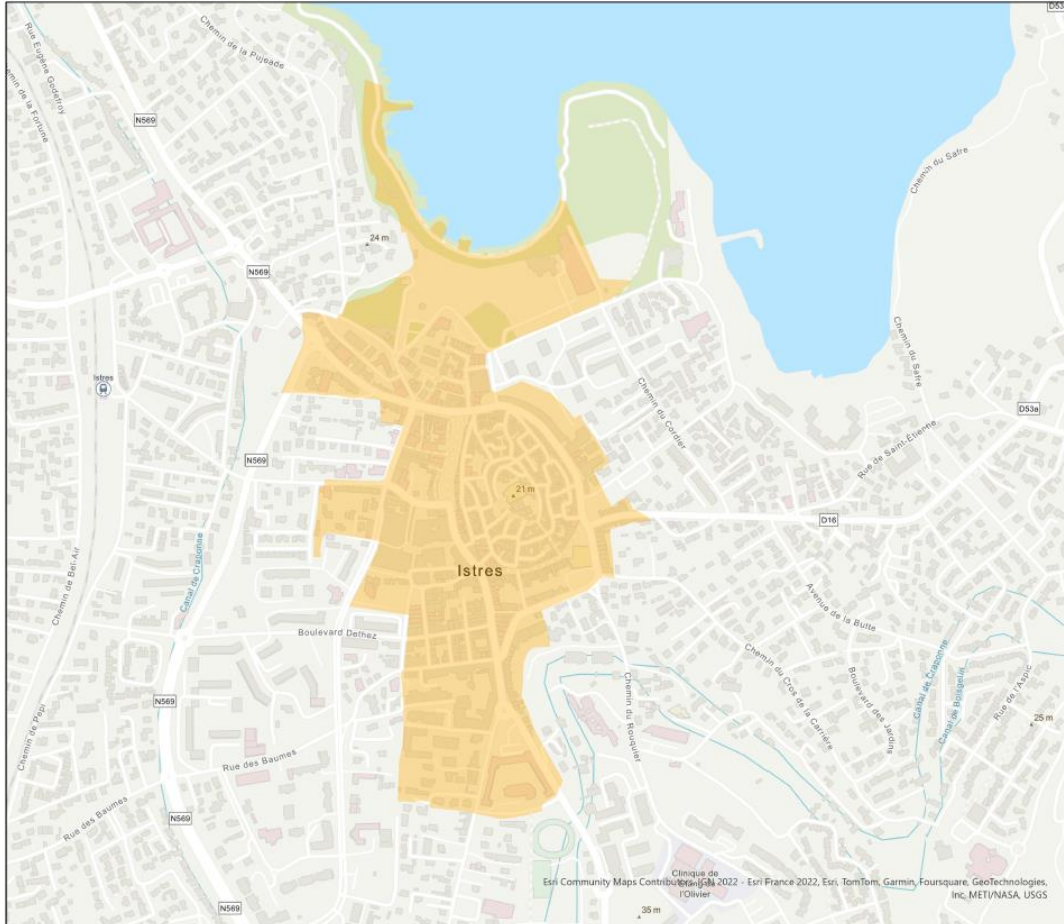 D53
Rue Eugène Godefroy
Chemin de la Pujeade
Chemin de la Fortune
N569
Chemin du Safre
24 m
N569
Chemin du Safre
Istres
Chemin du Cordier
D53a
Rue de Saint-Étienne
N569
21 m
D16
Canal de Craponne
Chemin de Bel-Air
Istres
Avenue de la Butte
Boulevard Delhez
Chemin du Cros de la Carrière
Canal de Craponne
Canal de Boisgelin
Rue de l'Aspic
Boulevard des Jardins
Chemin du Rouquier
N569
Chemin de Papi
25 m
Rue des Baumes
Rue des Baumes
N569
Clinique de
l'Étang de
l'Olivier
Esri Community Maps Contributors, IGN 2022 - Esri France 2022, Esri, TomTom, Garmin, Foursquare, GeoTechnologies,
Inc, METI/NASA, USGS
N569
35 m